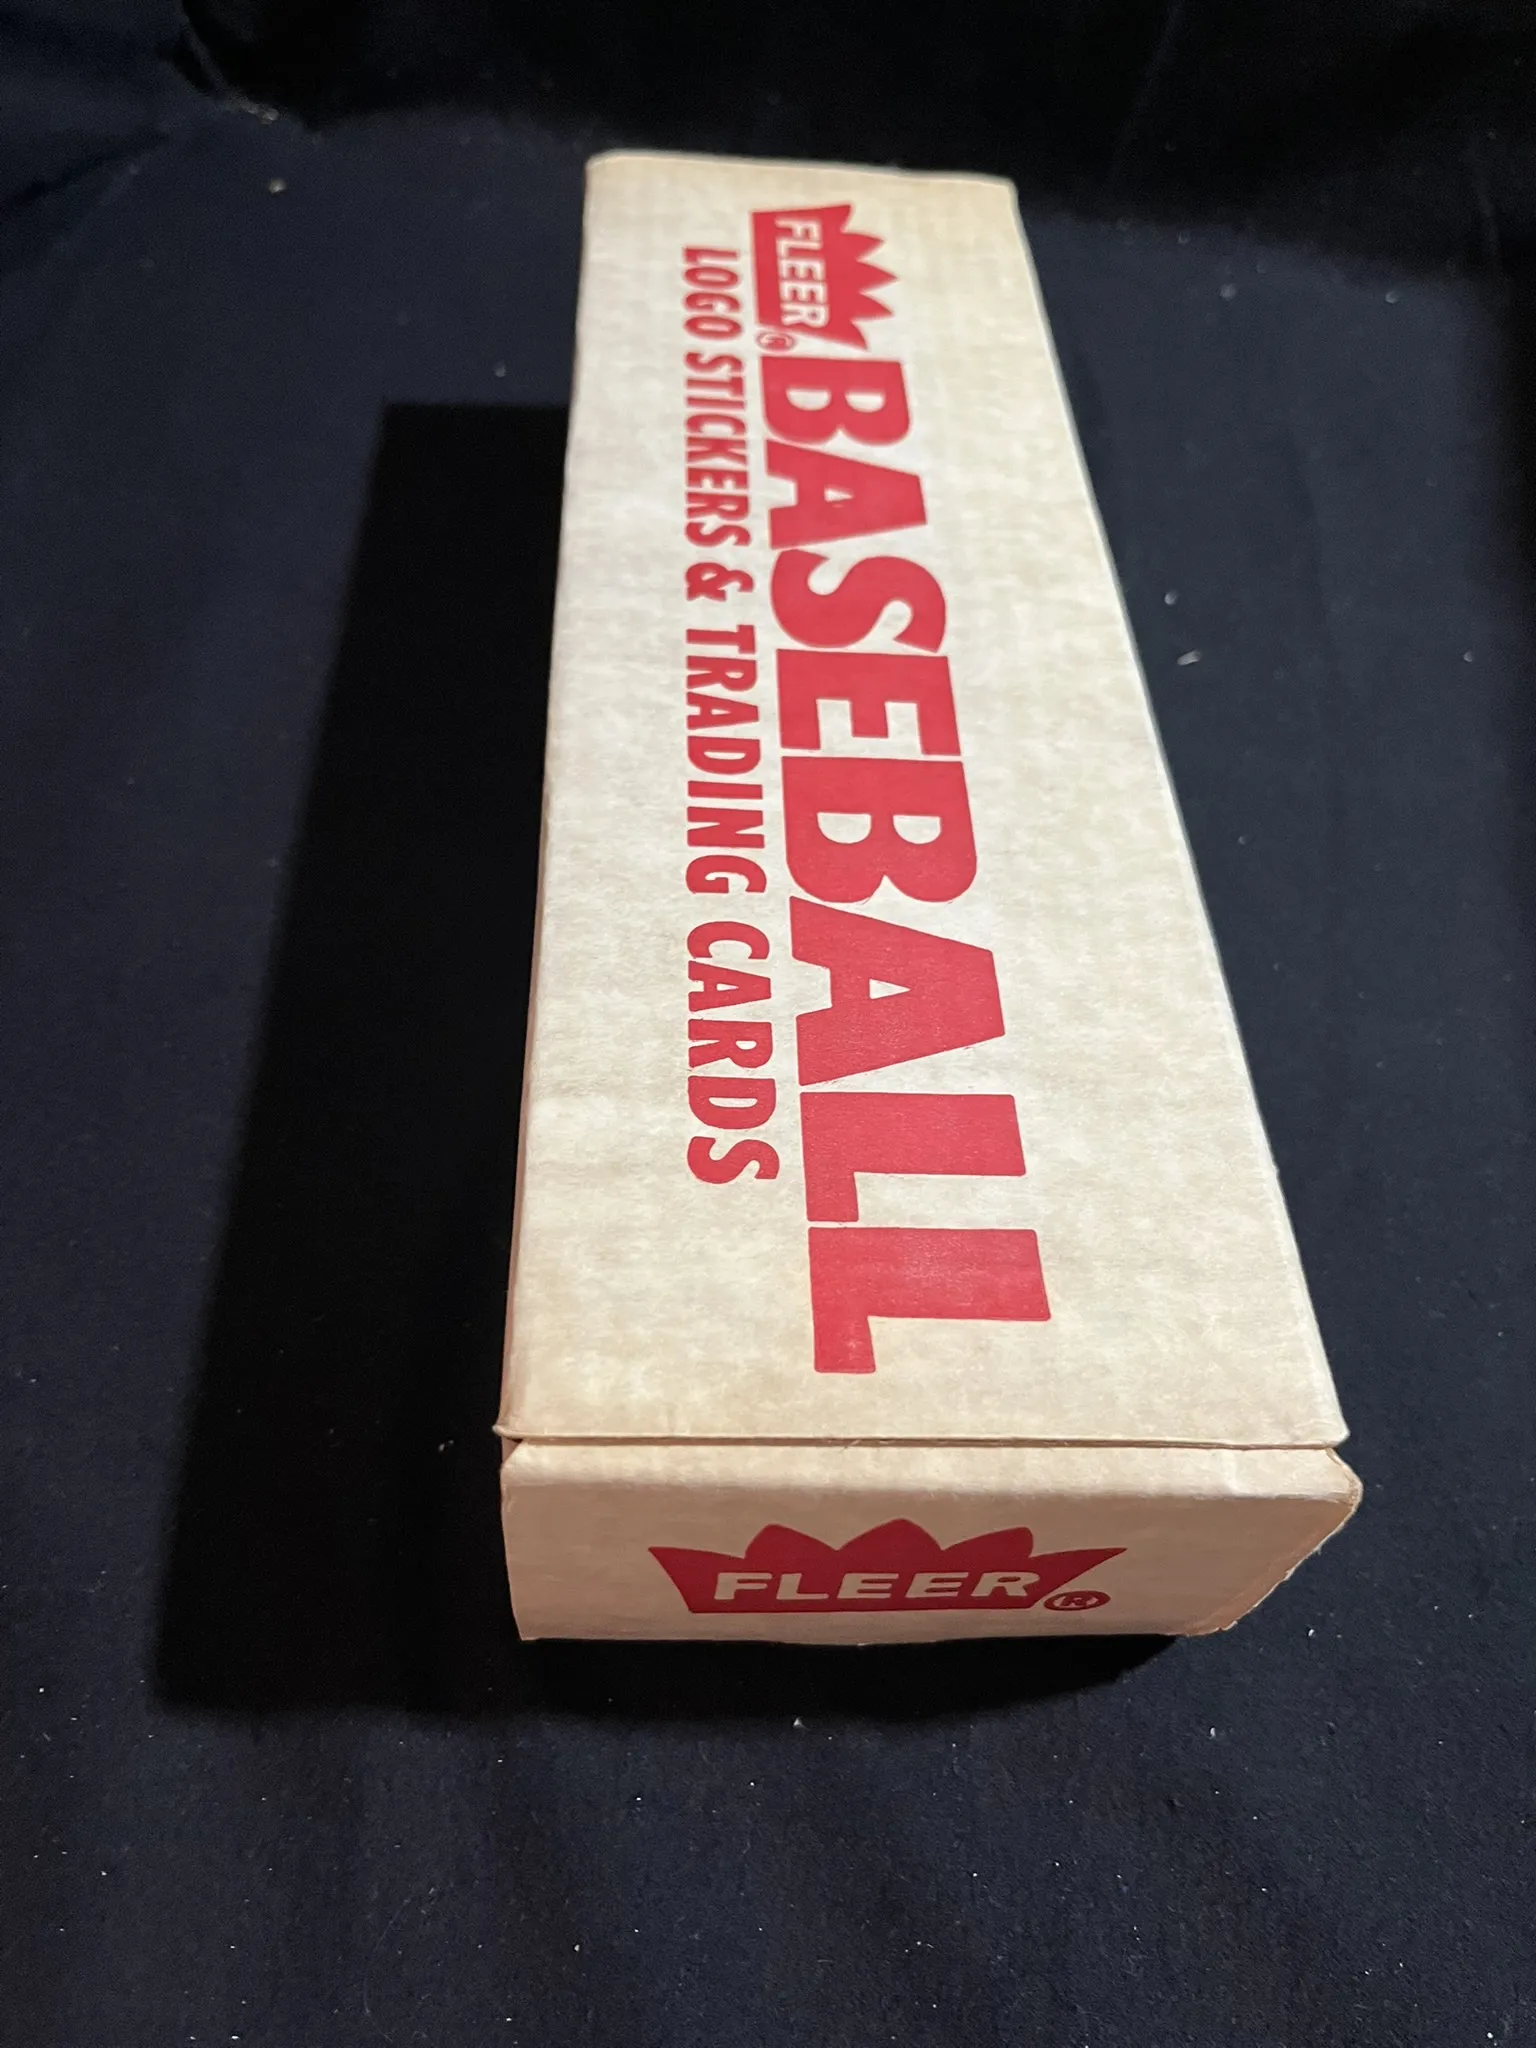 FLEER® BASEBALL
LOGO STICKERS & TRADING CARDS
FLEER®